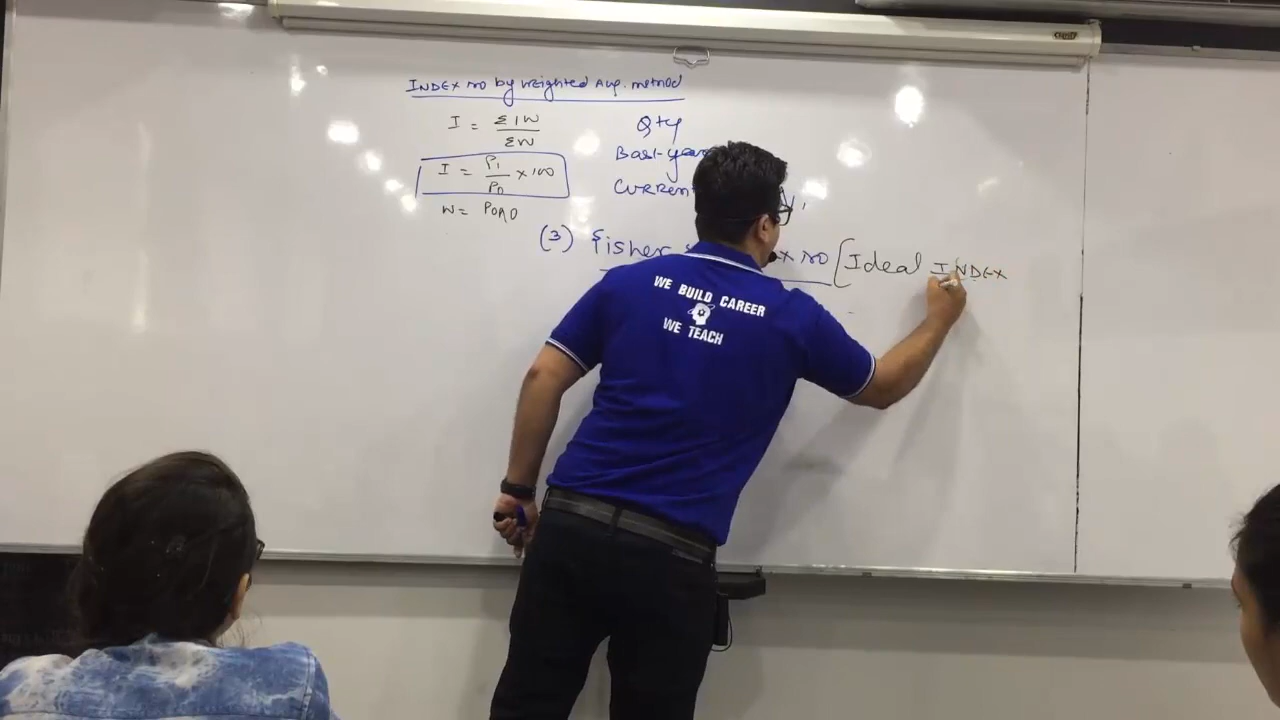 INDEX no by weighted Avg. method
I = ΣIW
ΣW
I = P1 × 100
P0
W =
Qty
Base-year
Current
(3) Fisher
x no [Ideal INDEX
WE BUILD CAREER
WE TEACH